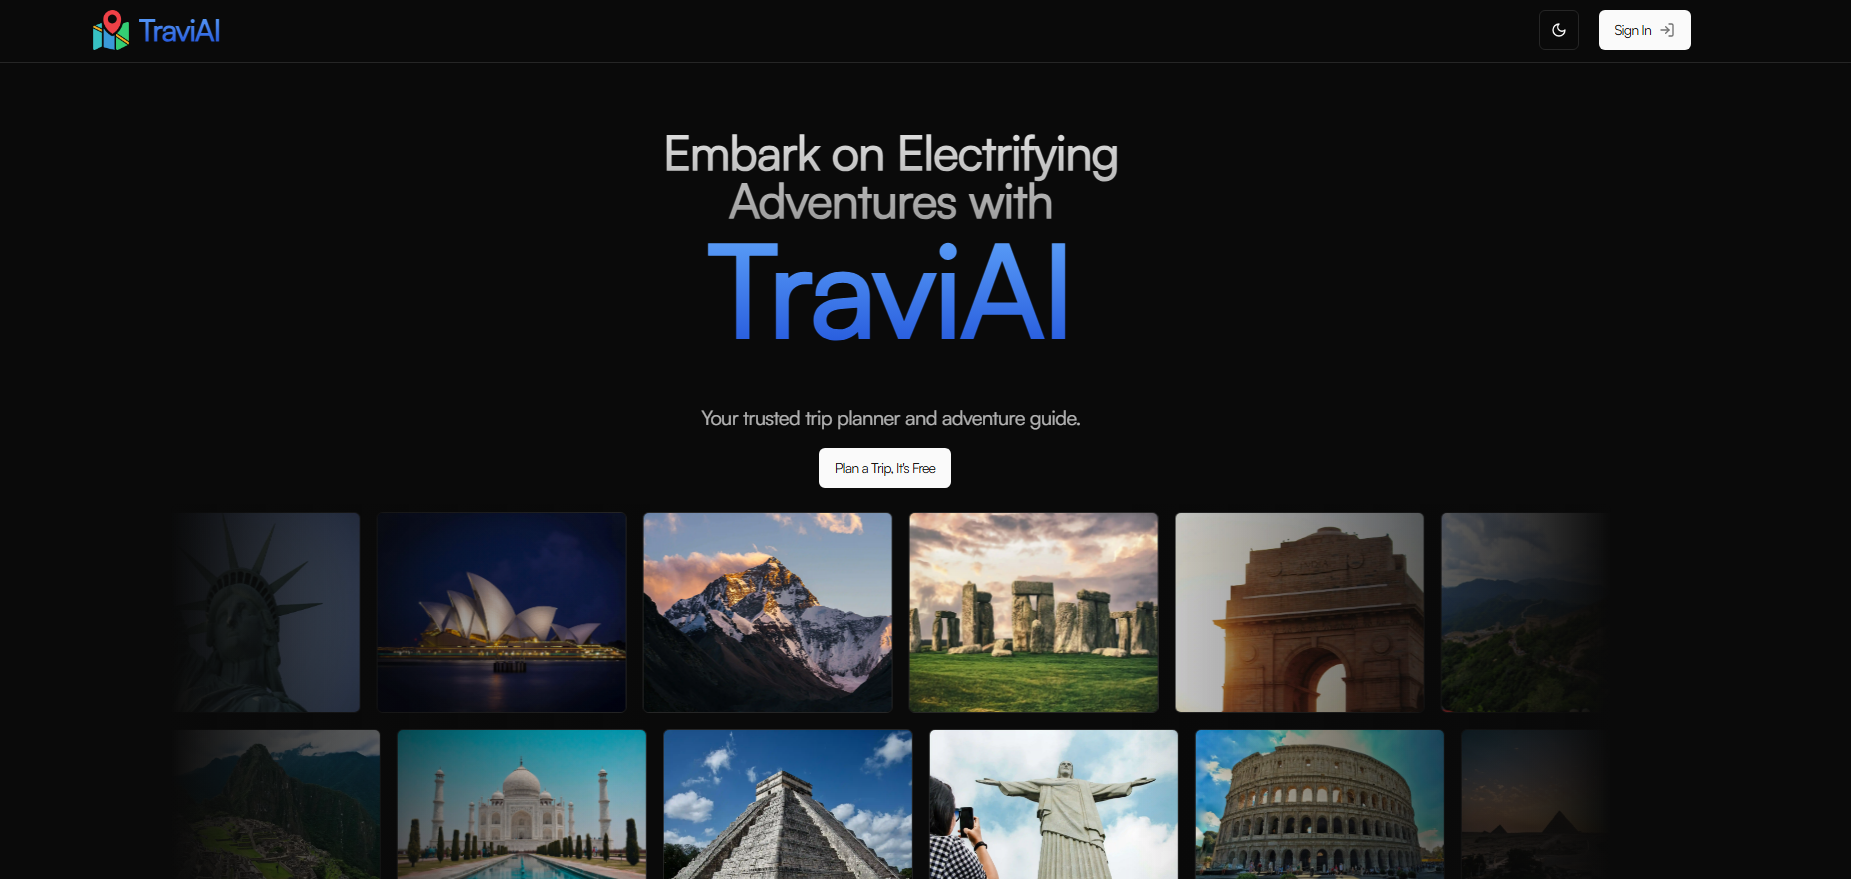 TraviAI
Sign In
Embark on Electrifying
Adventures with
TraviAI
Your trusted trip planner and adventure guide.
Plan a Trip, It's Free